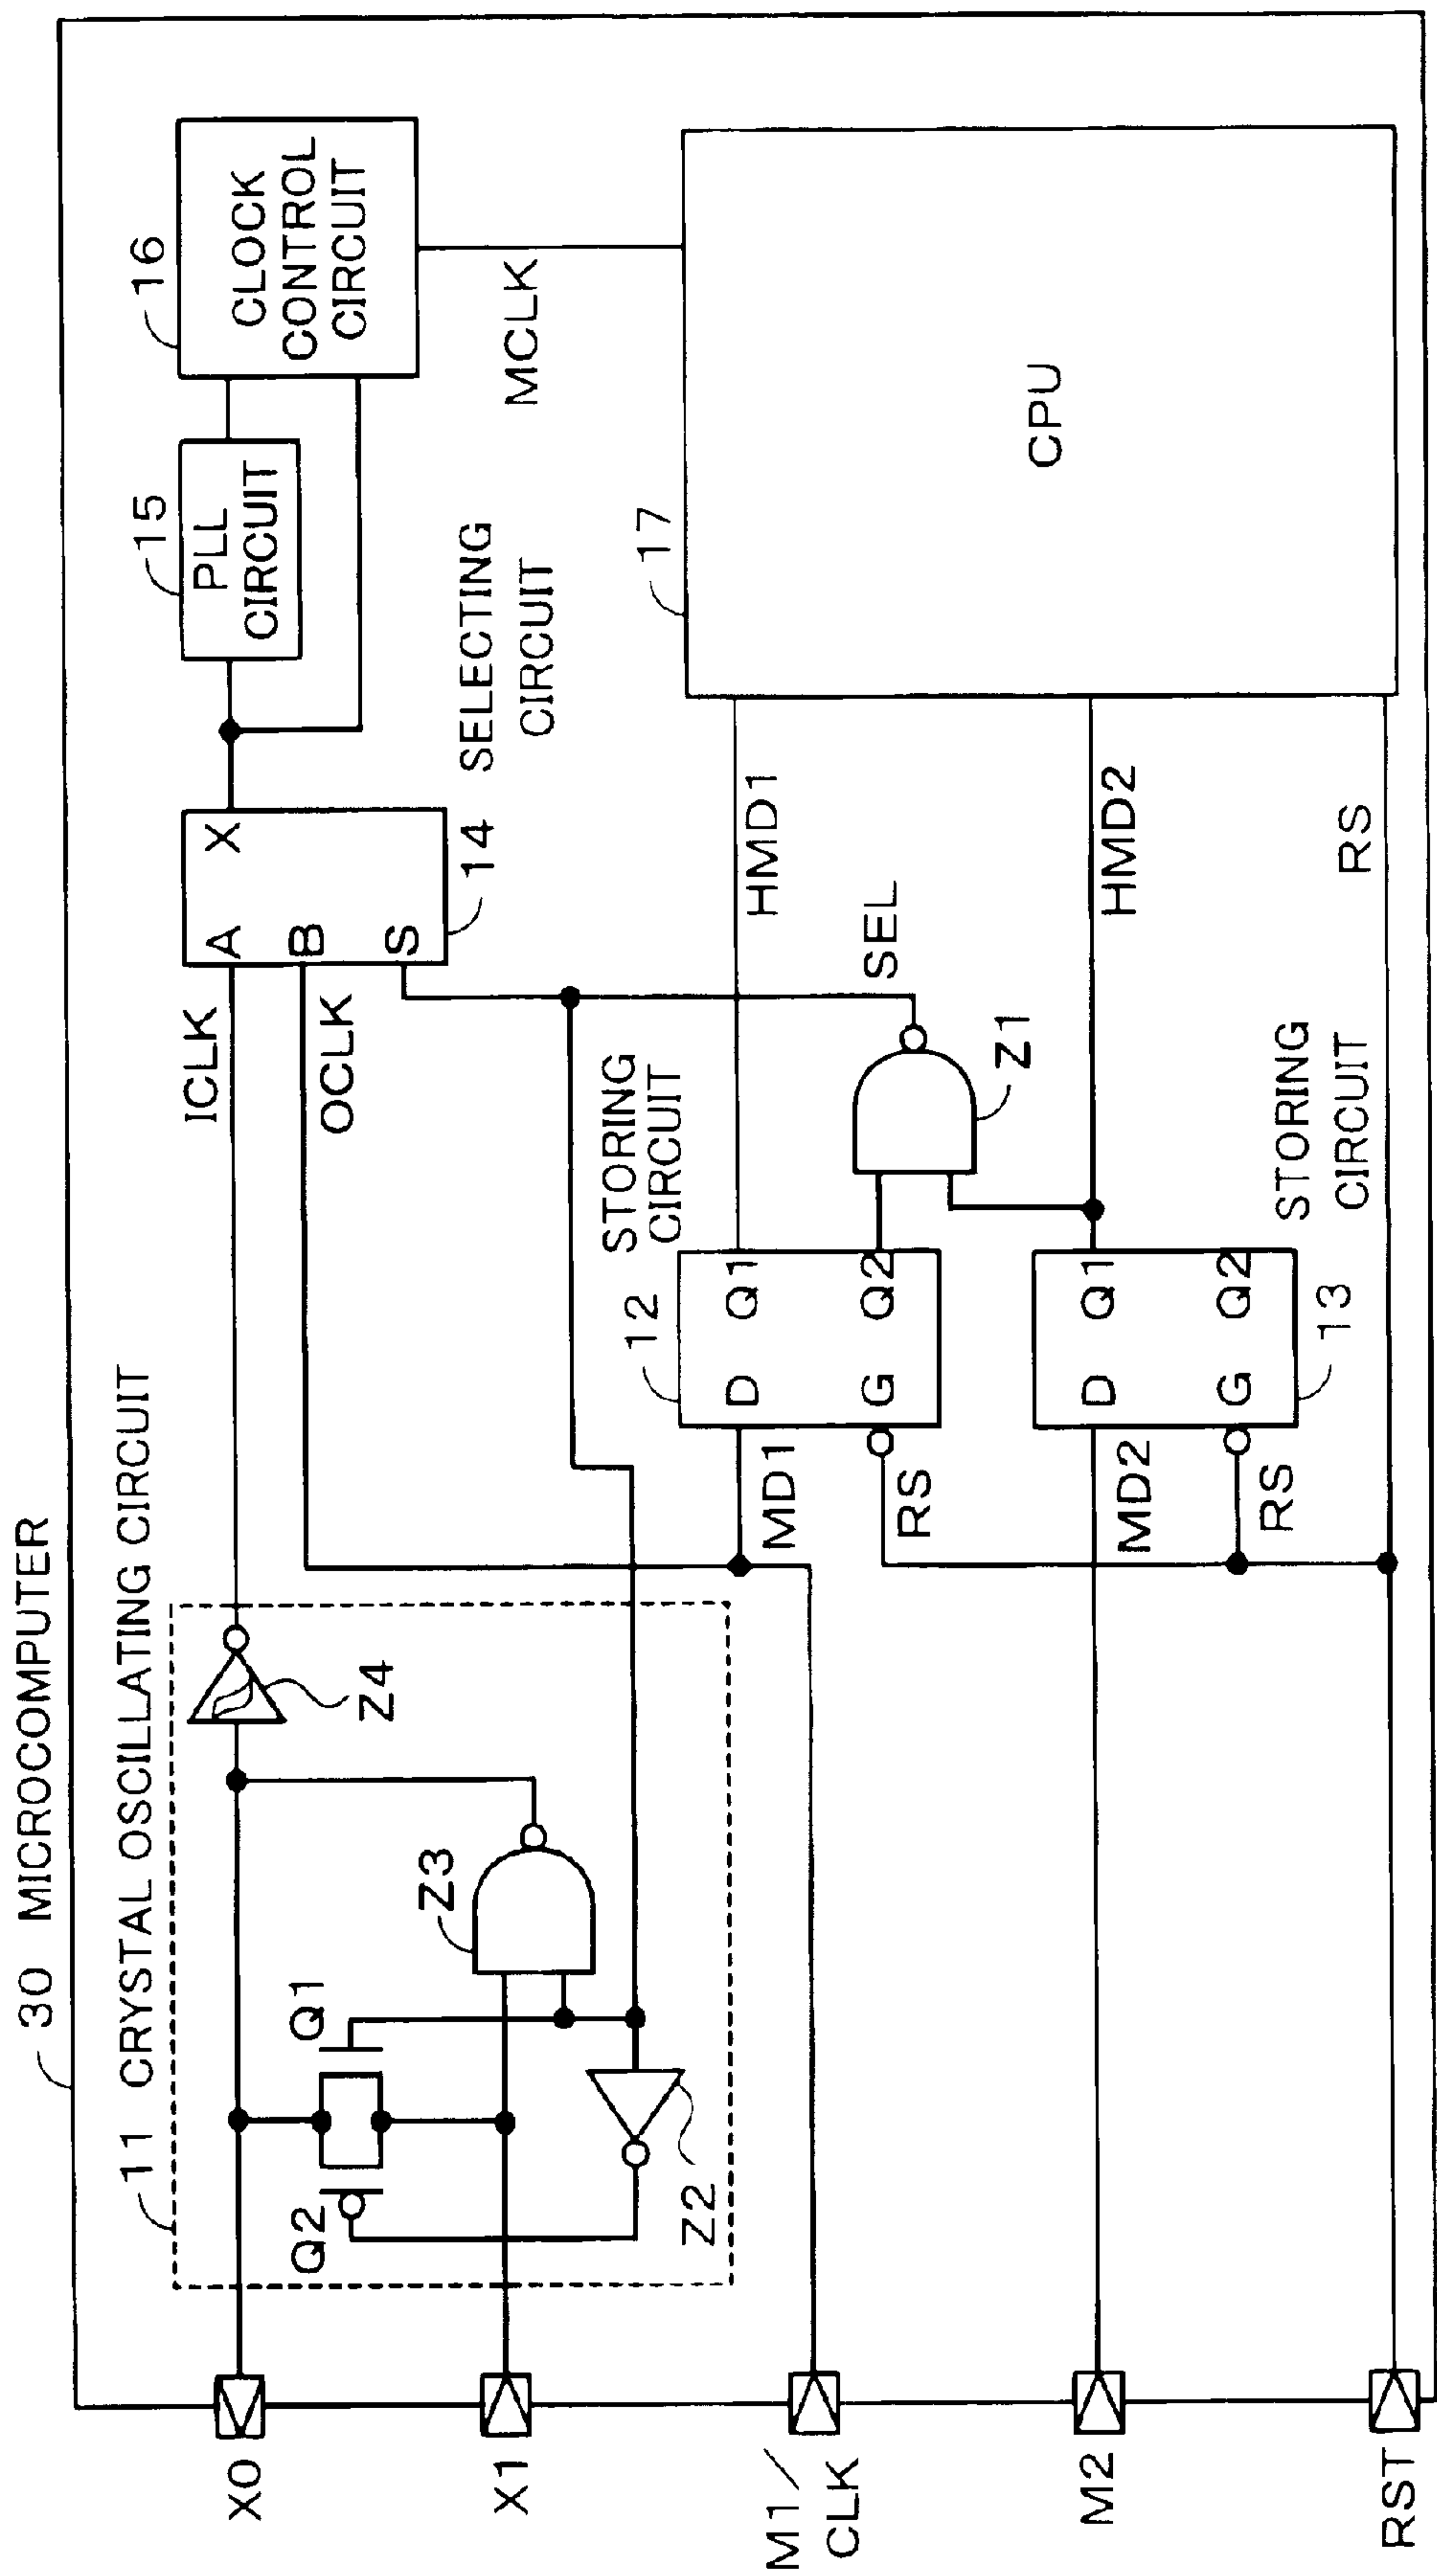 30 MICROCOMPUTER
11 CRYSTAL OSCILLATING CIRCUIT
X0
X1
M1/
CLK
M2
RST
Q2
Q1
Z2
Z3
Z4
ICLK
OCLK
MD1
RS
MD2
RS
12
STORING
CIRCUIT
D
Q1
G
Q2
13
STORING
CIRCUIT
D
Q1
G
Q2
Z1
SEL
A
X
B
S
14
SELECTING
CIRCUIT
HMD1
HMD2
RS
15
PLL
CIRCUIT
16
CLOCK
CONTROL
CIRCUIT
MCLK
17
CPU